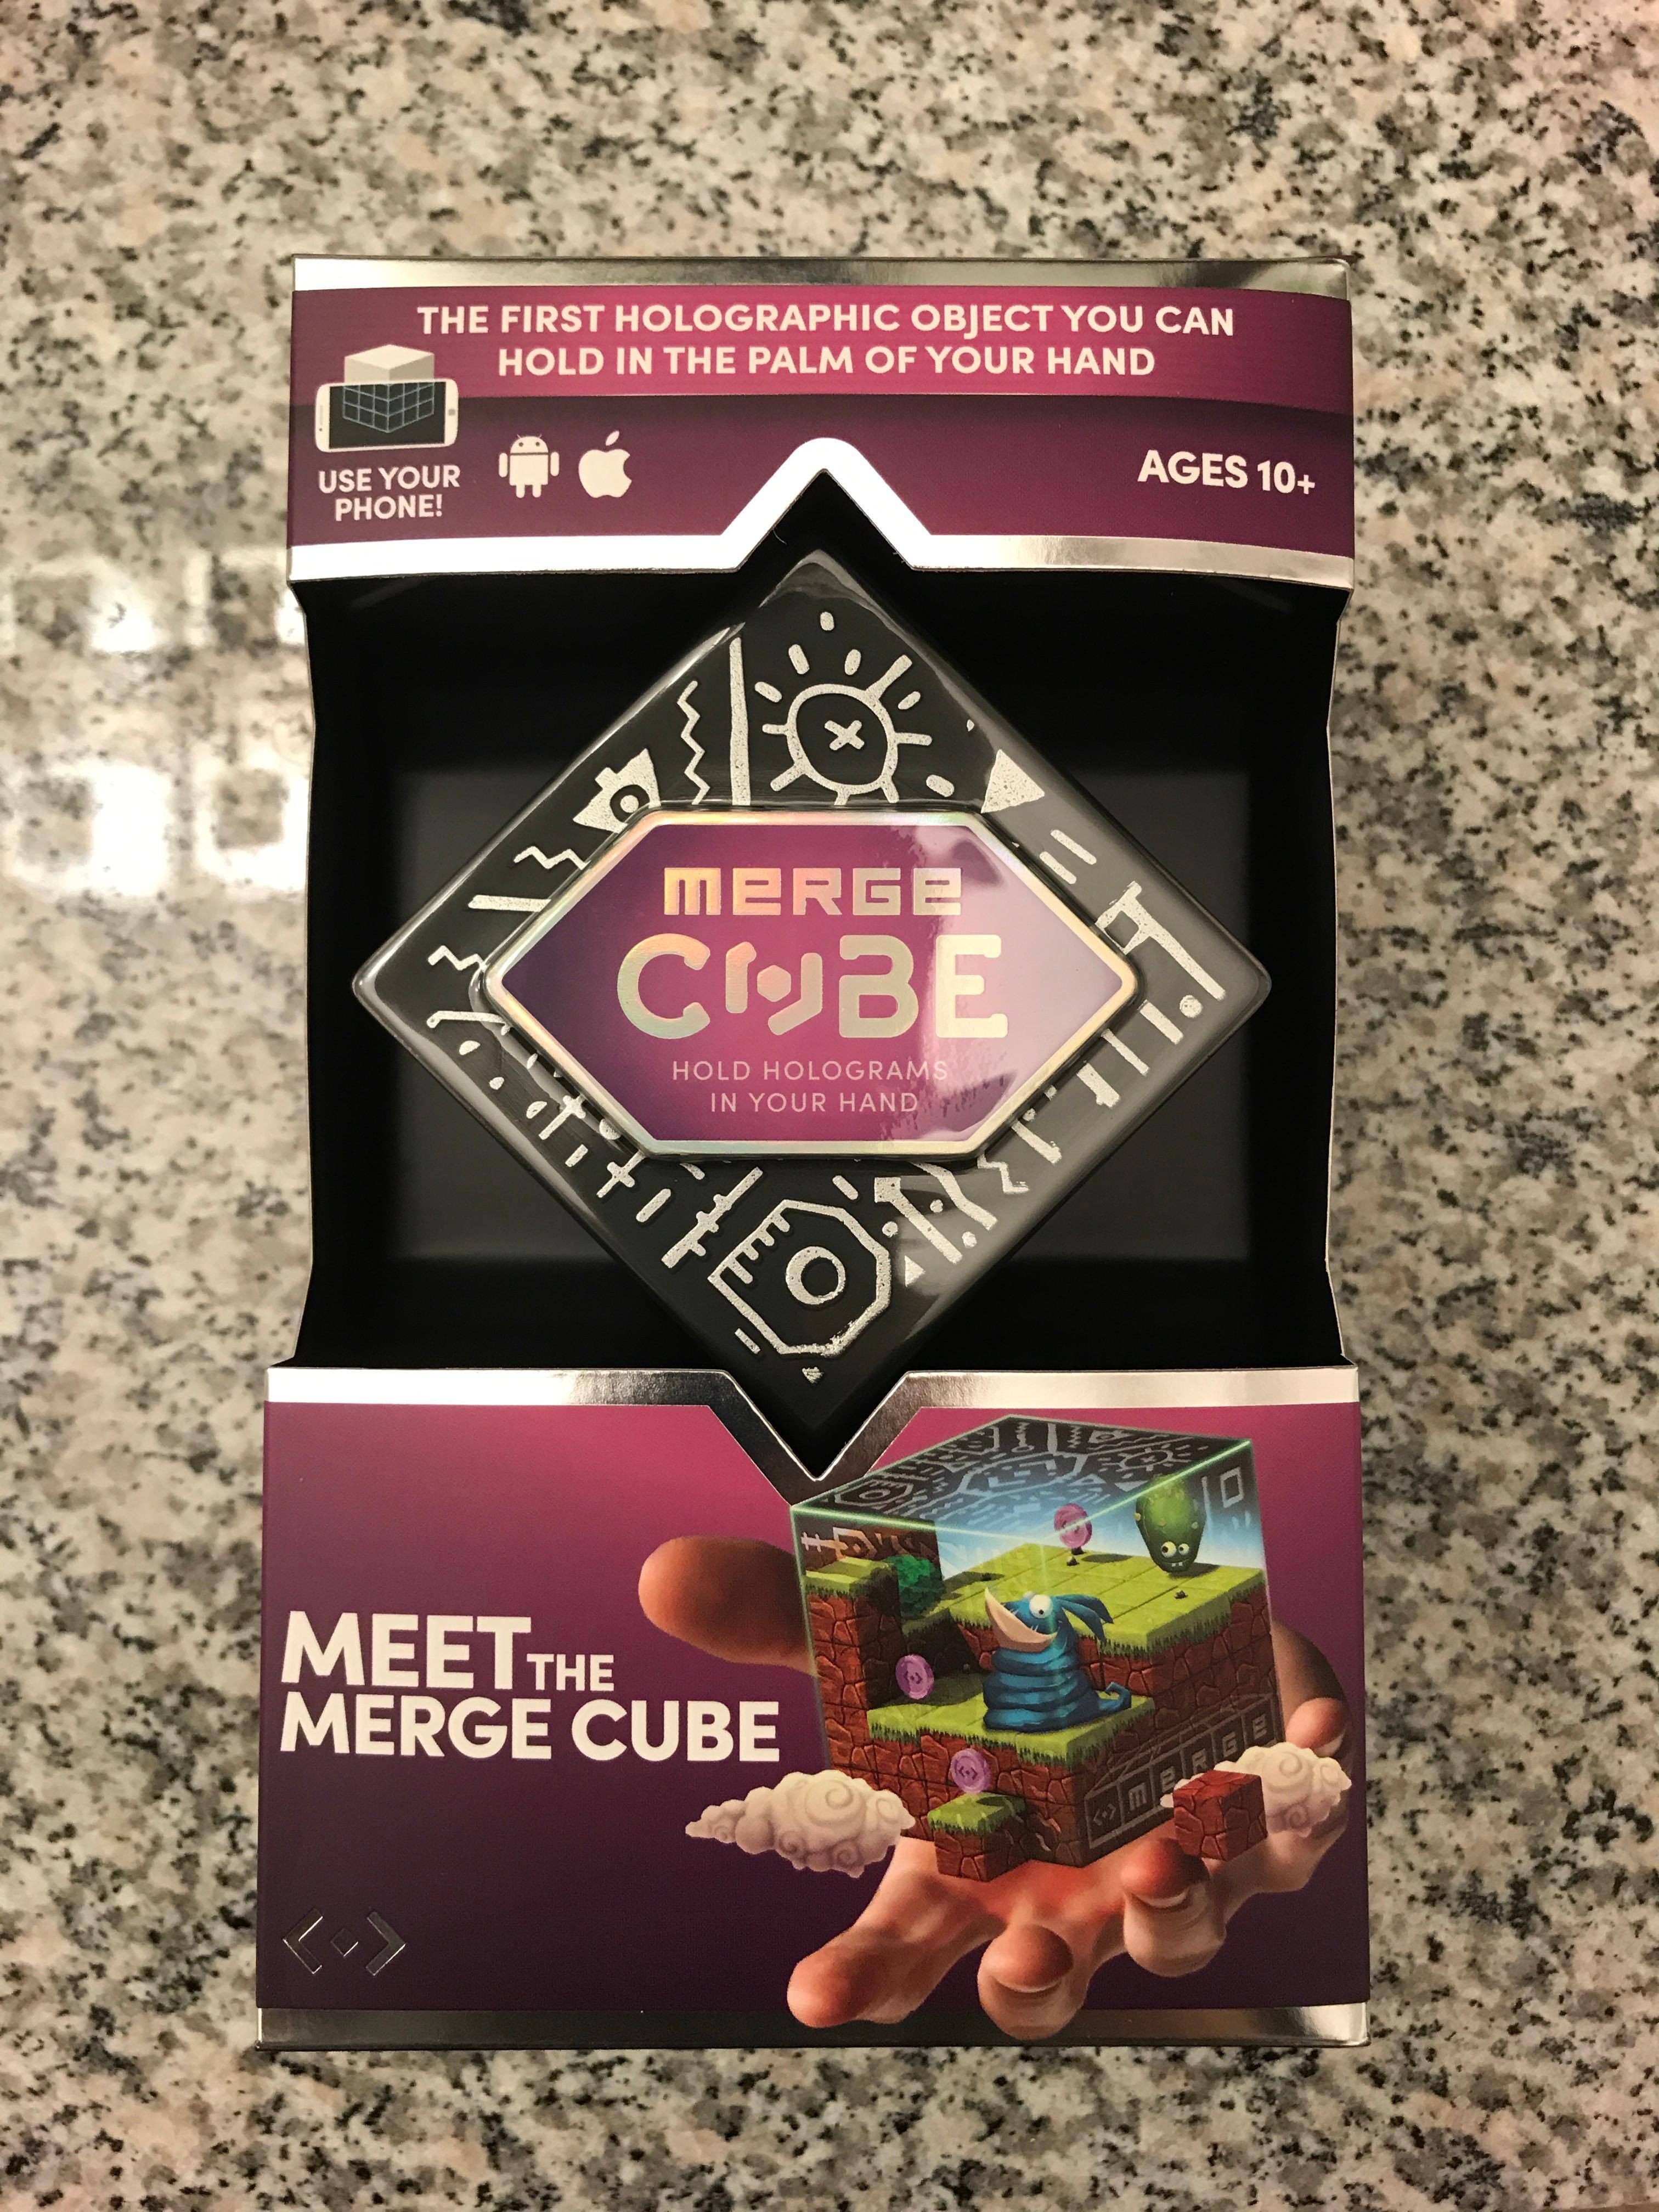 THE FIRST HOLOGRAPHIC OBJECT YOU CAN
HOLD IN THE PALM OF YOUR HAND
USE YOUR
PHONE!
AGES 10+
MERGE
CUBE
HOLD HOLOGRAMS
IN YOUR HAND
MEET THE
MERGE CUBE
MERGE